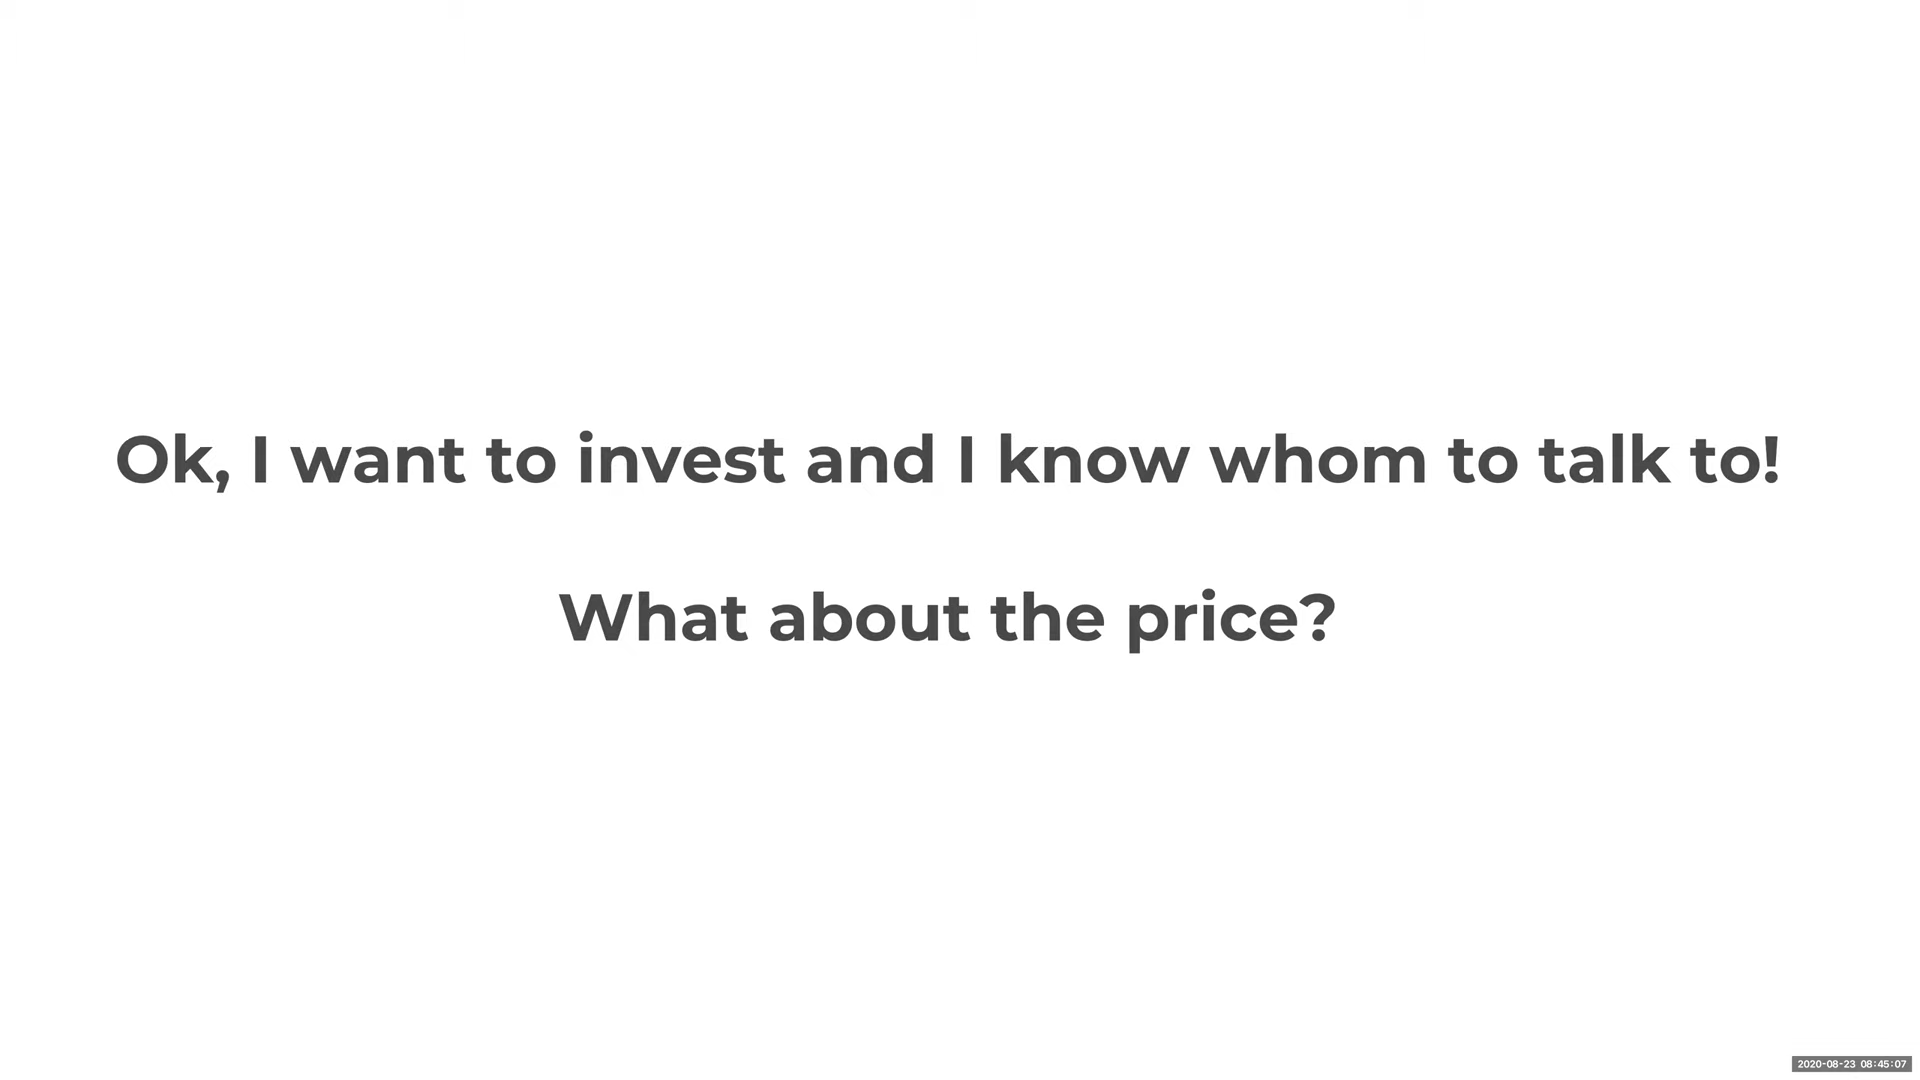 Ok, I want to invest and I know whom to talk to!
What about the price?
2020-08-23 08:45:07